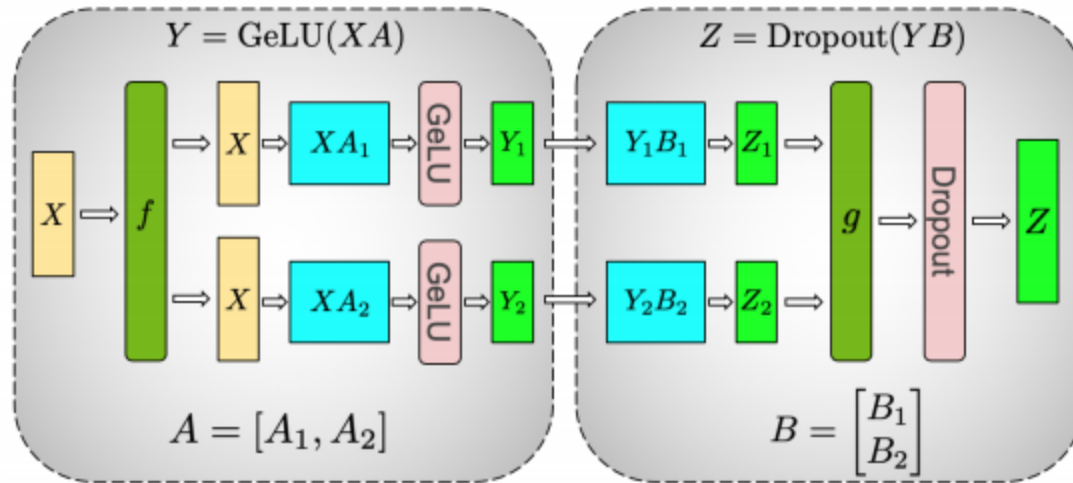 Y = GeLU(XA)
X
f
X
XA₁
GeLU
Y₁
X
XA₂
GeLU
Y₂
A = [A₁, A₂]
Z = Dropout(YB)
Y₁B₁
Z₁
Y₂B₂
Z₂
g
Dropout
Z
B = [B₁
B₂]